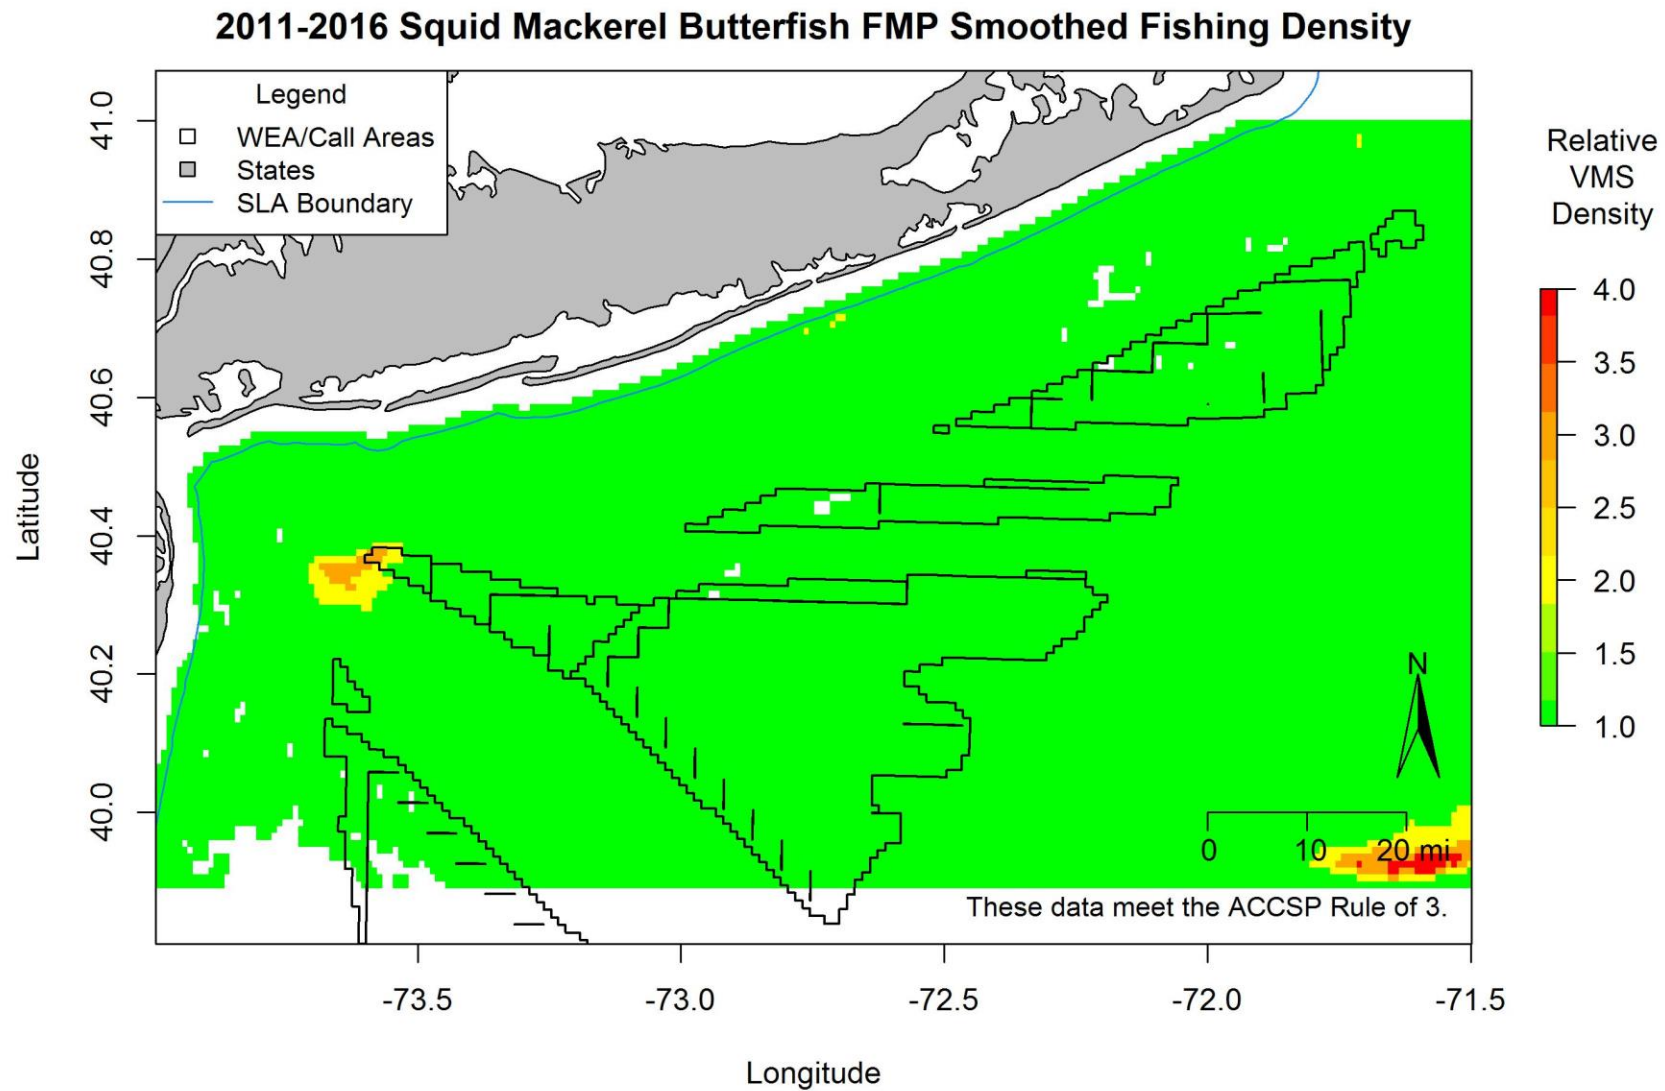 2011-2016 Squid Mackerel Butterfish FMP Smoothed Fishing Density
Legend
WEA/Call Areas
States
SLA Boundary
Relative
VMS
Density
4.0
3.5
3.0
2.5
2.0
1.5
1.0
Latitude
41.0
40.8
40.6
40.4
40.2
40.0
N
0 10 20 mi
These data meet the ACCSP Rule of 3.
-73.5 -73.0 -72.5 -72.0 -71.5
Longitude